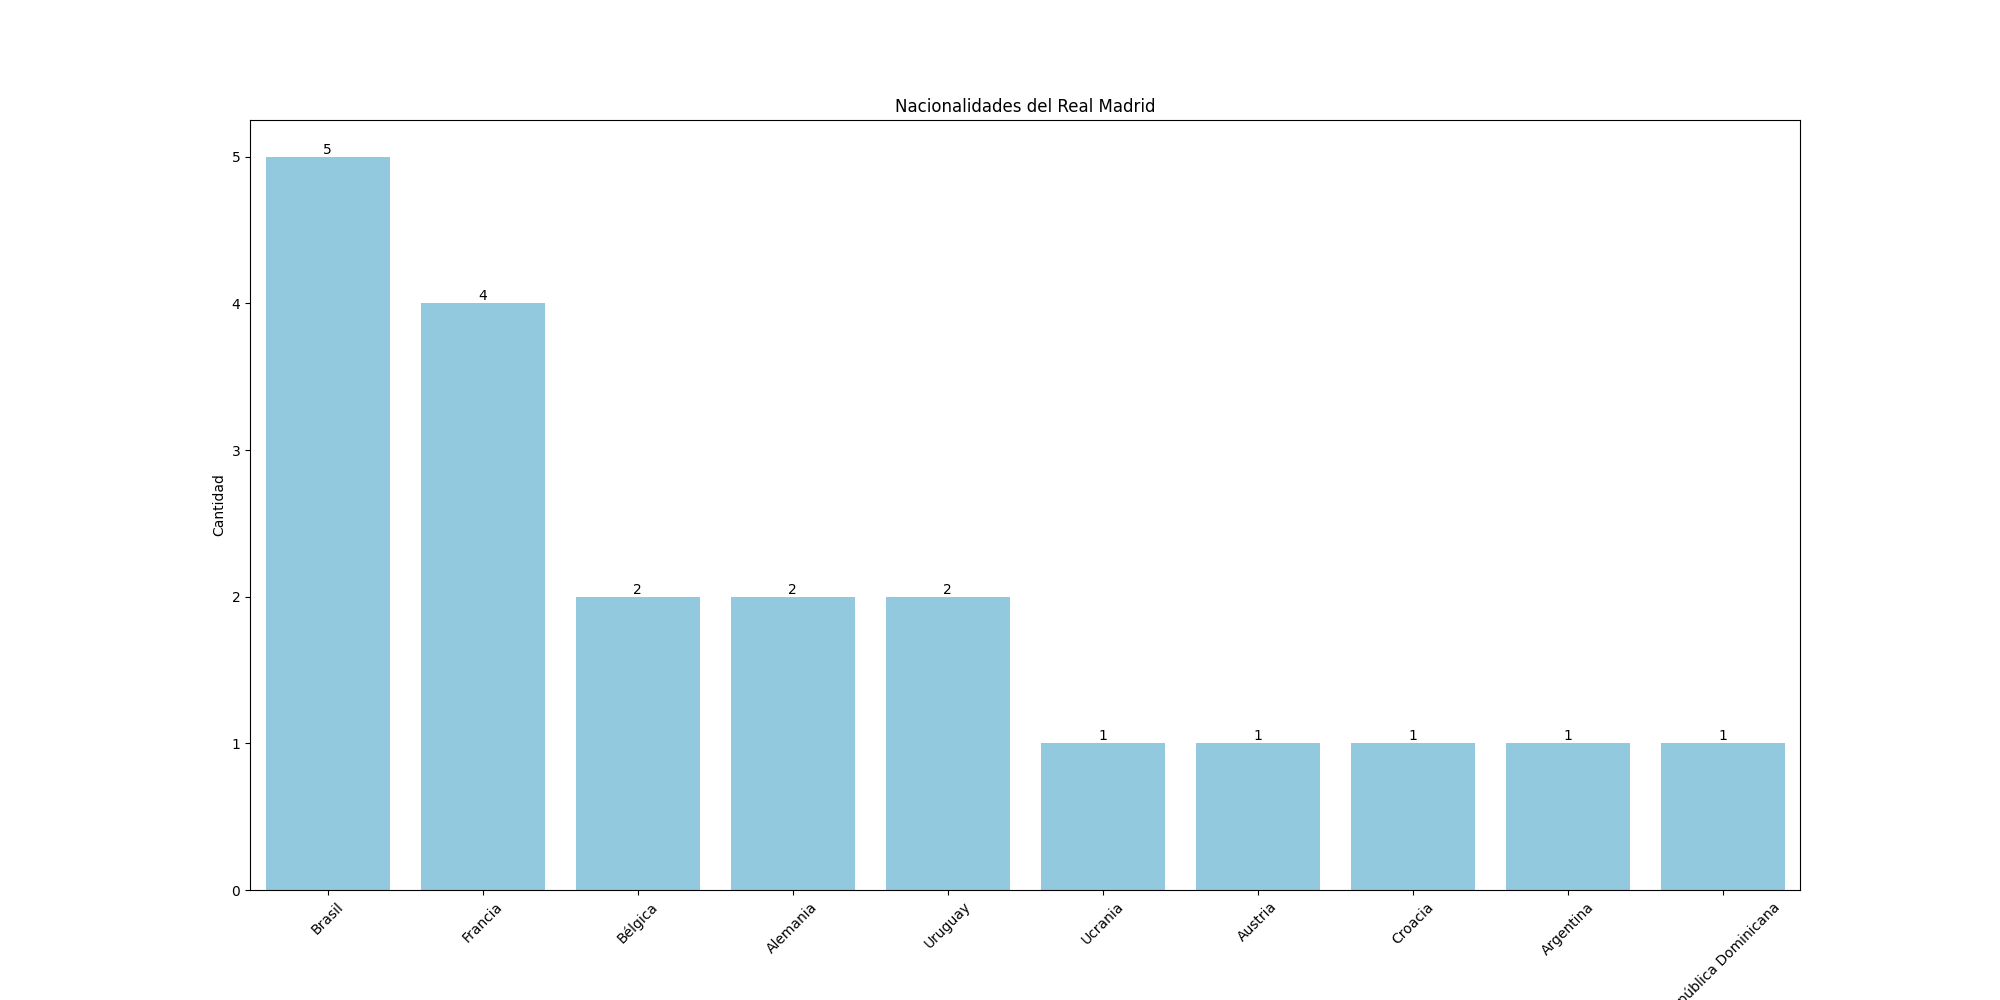 Nacionalidades del Real Madrid
Cantidad
5
4
3
2
1
0
5
4
2
2
2
1
1
1
1
1
Brasil
Francia
Bélgica
Alemania
Uruguay
Ucrania
Austria
Croacia
Argentina
Dominicana